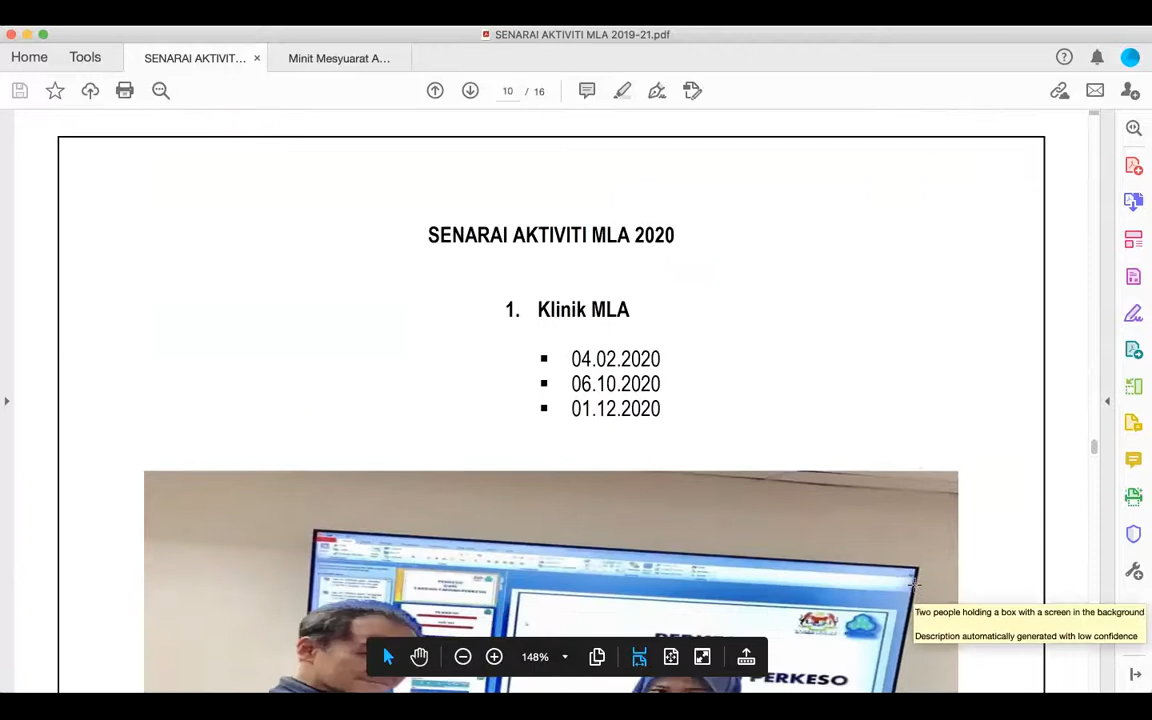 SENARAI AKTIVITI MLA 2019-21.pdf
Home
Tools
SENARAI AKTIVIT...
Minit Mesyuarat A...
10 / 16
SENARAI AKTIVITI MLA 2020
1. Klinik MLA
▪ 04.02.2020
▪ 06.10.2020
▪ 01.12.2020
Two people holding a box with a screen in the background
Description automatically generated with low confidence
148%
PERKESO